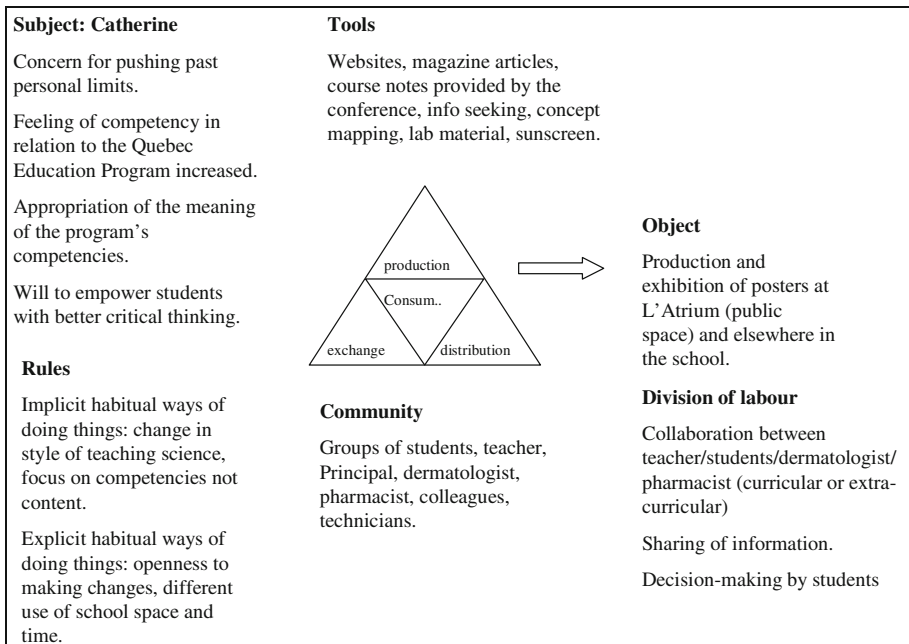 Subject: Catherine
Concern for pushing past
personal limits.
Feeling of competency in
relation to the Quebec
Education Program increased.
Appropriation of the meaning
of the program's
competencies.
Will to empower students
with better critical thinking.
Rules
Implicit habitual ways of
doing things: change in
style of teaching science,
focus on competencies not
content.
Explicit habitual ways of
doing things: openness to
making changes, different
use of school space and
time.
Tools
Websites, magazine articles,
course notes provided by the
conference, info seeking, concept
mapping, lab material, sunscreen.
production
Consum..
exchange
distribution
Community
Groups of students, teacher,
Principal, dermatologist,
pharmacist, colleagues,
technicians.
Object
Production and
exhibition of posters at
L'Atrium (public
space) and elsewhere in
the school.
Division of labour
Collaboration between
teacher/students/dermatologist/
pharmacist (curricular or extra-
curricular)
Sharing of information.
Decision-making by students